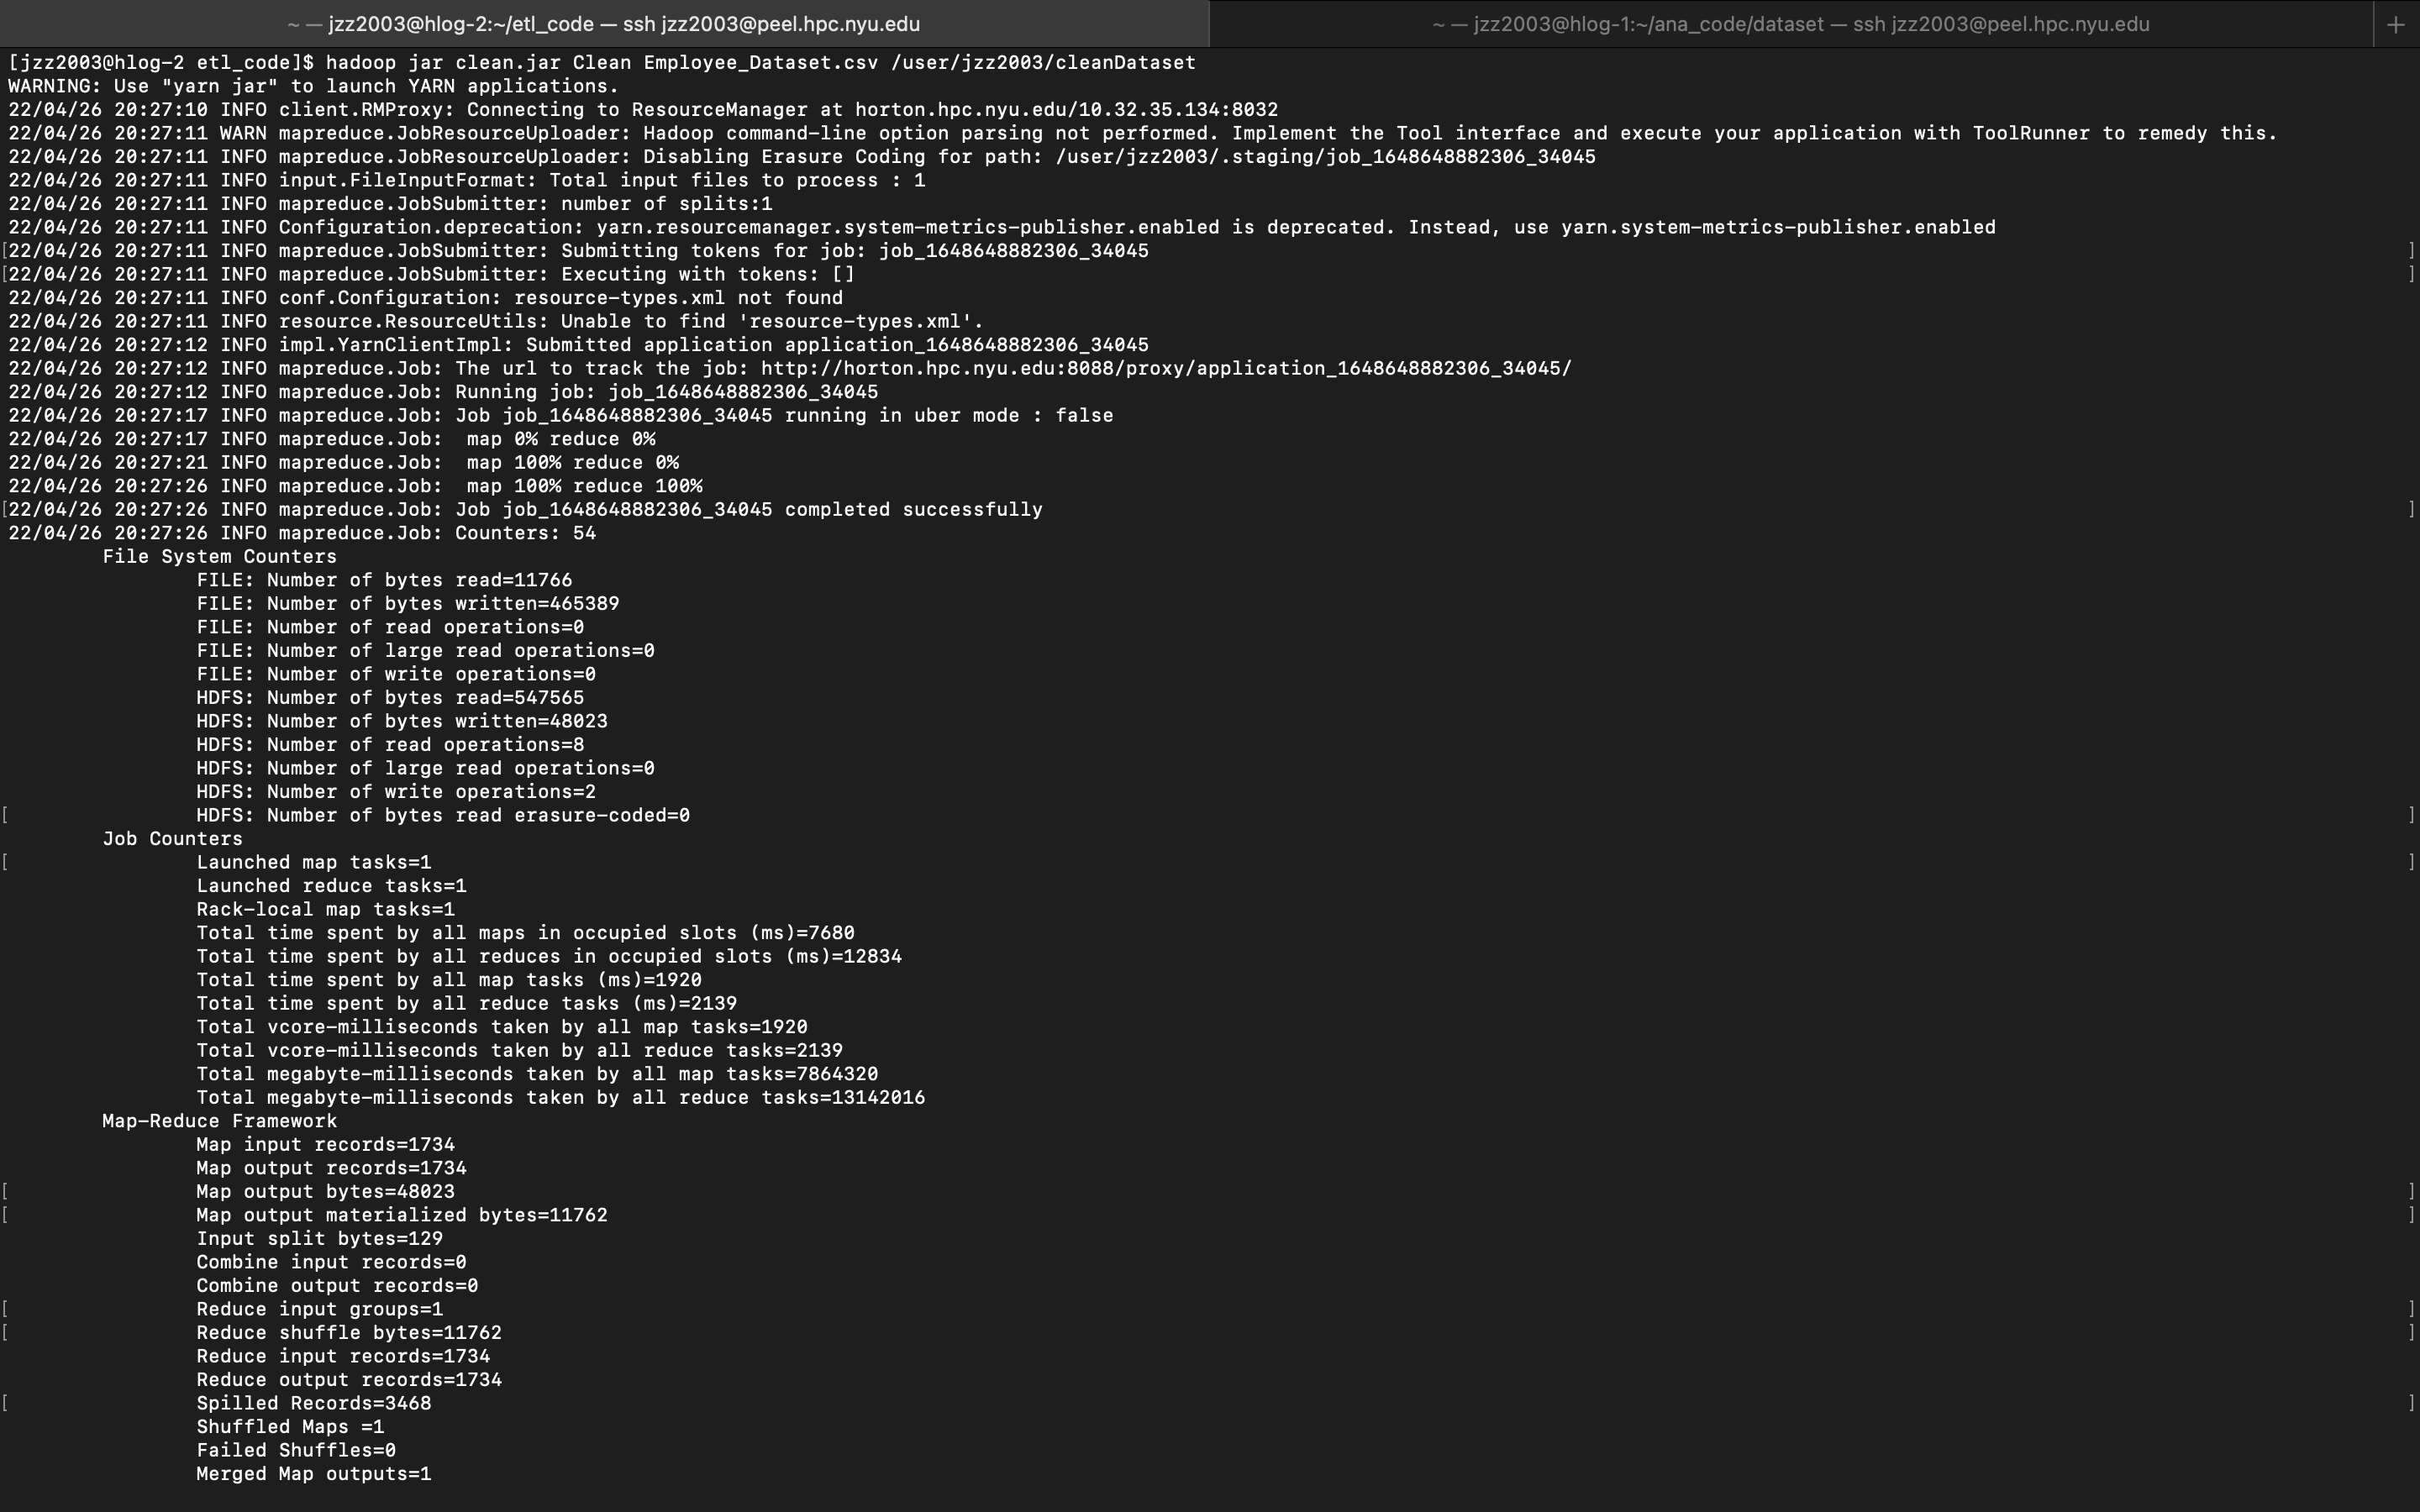 ~ — jzz2003@hlog-2:~/etl_code — ssh jzz2003@peel.hpc.nyu.edu
~ — jzz2003@hlog-1:~/ana_code/dataset — ssh jzz2003@peel.hpc.nyu.edu
+
[jzz2003@hlog-2 etl_code]$ hadoop jar clean.jar Clean Employee_Dataset.csv /user/jzz2003/cleanDataset
WARNING: Use "yarn jar" to launch YARN applications.
22/04/26 20:27:10 INFO client.RMProxy: Connecting to ResourceManager at horton.hpc.nyu.edu/10.32.35.134:8032
22/04/26 20:27:11 WARN mapreduce.JobResourceUploader: Hadoop command-line option parsing not performed. Implement the Tool interface and execute your application with ToolRunner to remedy this.
22/04/26 20:27:11 INFO mapreduce.JobResourceUploader: Disabling Erasure Coding for path: /user/jzz2003/.staging/job_1648648882306_34045
22/04/26 20:27:11 INFO input.FileInputFormat: Total input files to process : 1
22/04/26 20:27:11 INFO mapreduce.JobSubmitter: number of splits:1
22/04/26 20:27:11 INFO Configuration.deprecation: yarn.resourcemanager.system-metrics-publisher.enabled is deprecated. Instead, use yarn.system-metrics-publisher.enabled
[22/04/26 20:27:11 INFO mapreduce.JobSubmitter: Submitting tokens for job: job_1648648882306_34045 ]
[22/04/26 20:27:11 INFO mapreduce.JobSubmitter: Executing with tokens: [] ]
22/04/26 20:27:11 INFO conf.Configuration: resource-types.xml not found
22/04/26 20:27:11 INFO resource.ResourceUtils: Unable to find 'resource-types.xml'.
22/04/26 20:27:12 INFO impl.YarnClientImpl: Submitted application application_1648648882306_34045
22/04/26 20:27:12 INFO mapreduce.Job: The url to track the job: http://horton.hpc.nyu.edu:8088/proxy/application_1648648882306_34045/
22/04/26 20:27:12 INFO mapreduce.Job: Running job: job_1648648882306_34045
22/04/26 20:27:17 INFO mapreduce.Job: Job job_1648648882306_34045 running in uber mode : false
22/04/26 20:27:17 INFO mapreduce.Job:  map 0% reduce 0%
22/04/26 20:27:21 INFO mapreduce.Job:  map 100% reduce 0%
22/04/26 20:27:26 INFO mapreduce.Job:  map 100% reduce 100%
[22/04/26 20:27:26 INFO mapreduce.Job: Job job_1648648882306_34045 completed successfully ]
22/04/26 20:27:26 INFO mapreduce.Job: Counters: 54
File System Counters
FILE: Number of bytes read=11766
FILE: Number of bytes written=465389
FILE: Number of read operations=0
FILE: Number of large read operations=0
FILE: Number of write operations=0
HDFS: Number of bytes read=547565
HDFS: Number of bytes written=48023
HDFS: Number of read operations=8
HDFS: Number of large read operations=0
HDFS: Number of write operations=2
[ HDFS: Number of bytes read erasure-coded=0 ]
Job Counters
[ Launched map tasks=1 ]
Launched reduce tasks=1
Rack-local map tasks=1
Total time spent by all maps in occupied slots (ms)=7680
Total time spent by all reduces in occupied slots (ms)=12834
Total time spent by all map tasks (ms)=1920
Total time spent by all reduce tasks (ms)=2139
Total vcore-milliseconds taken by all map tasks=1920
Total vcore-milliseconds taken by all reduce tasks=2139
Total megabyte-milliseconds taken by all map tasks=7864320
Total megabyte-milliseconds taken by all reduce tasks=13142016
Map-Reduce Framework
Map input records=1734
Map output records=1734
[ Map output bytes=48023 ]
[ Map output materialized bytes=11762 ]
Input split bytes=129
Combine input records=0
Combine output records=0
[ Reduce input groups=1 ]
[ Reduce shuffle bytes=11762 ]
Reduce input records=1734
Reduce output records=1734
[ Spilled Records=3468 ]
Shuffled Maps =1
Failed Shuffles=0
Merged Map outputs=1